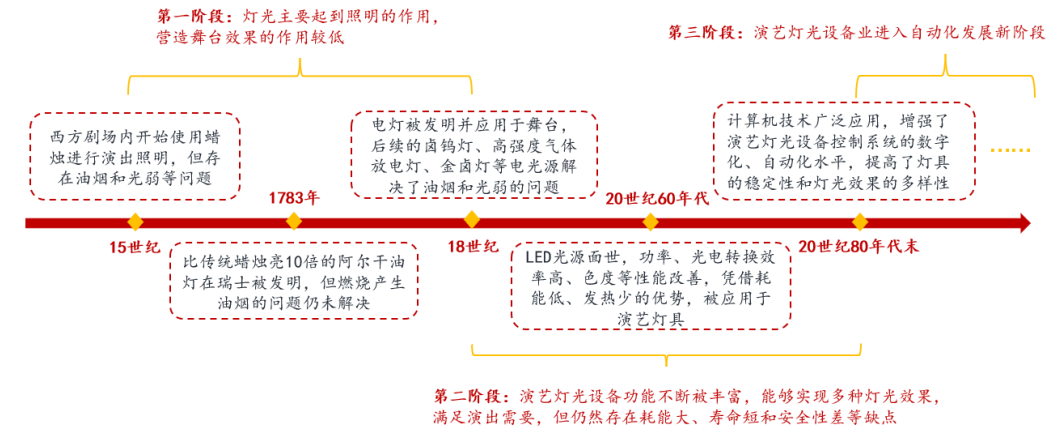 第一阶段：灯光主要起到照明的作用，
营造舞台效果的作用较低
第三阶段：演艺灯光设备业进入自动化发展新阶段
西方剧场内开始使用蜡
烛进行演出照明，但存
在油烟和光弱等问题
电灯被发明并应用于舞台，
后续的卤钨灯、高强度气体
放电灯、金卤灯等电光源解
决了油烟和光弱的问题
计算机技术广泛应用，增强了
演艺灯光设备控制系统的数字
化、自动化水平，提高了灯具
的稳定性和灯光效果的多样性
……
1783年
20世纪60年代
15世纪
18世纪
20世纪80年代末
比传统蜡烛亮10倍的阿尔干油
灯在瑞士被发明，但燃烧产生
油烟的问题仍未解决
LED光源面世，功率、光电转换效
率高、色度等性能改善，凭借耗
能低、发热少的优势，被应用于
演艺灯具
第二阶段：演艺灯光设备功能不断被丰富，能够实现多种灯光效果，
满足演出需要，但仍然存在耗能大、寿命短和安全性差等缺点